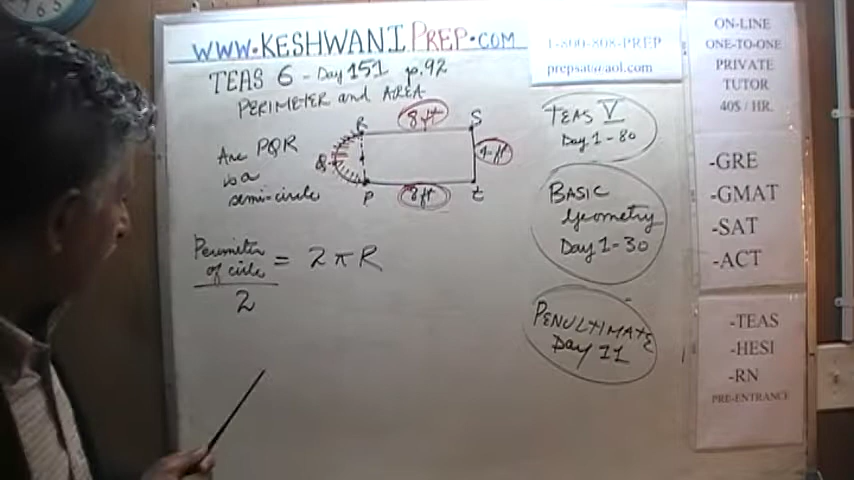 WWW.KESHWANIPREP.COM
TEAS 6 - Day 151 p.92
PERIMETER and AREA
Arc PQR
is a
semi-circle
R
8 ft
S
Q
4 ft
P
8 ft
t
Perimeter
of circle
2
= 2πR
1-800-808-PREP
prepsat@aol.com
TEAS V
Day 1-80
BASIC
Geometry
Day 1-30
PENULTIMATE
Day 11
ON-LINE
ONE-TO-ONE
PRIVATE
TUTOR
40$ / HR.
-GRE
-GMAT
-SAT
-ACT
-TEAS
-HESI
-RN
PRE-ENTRANCE